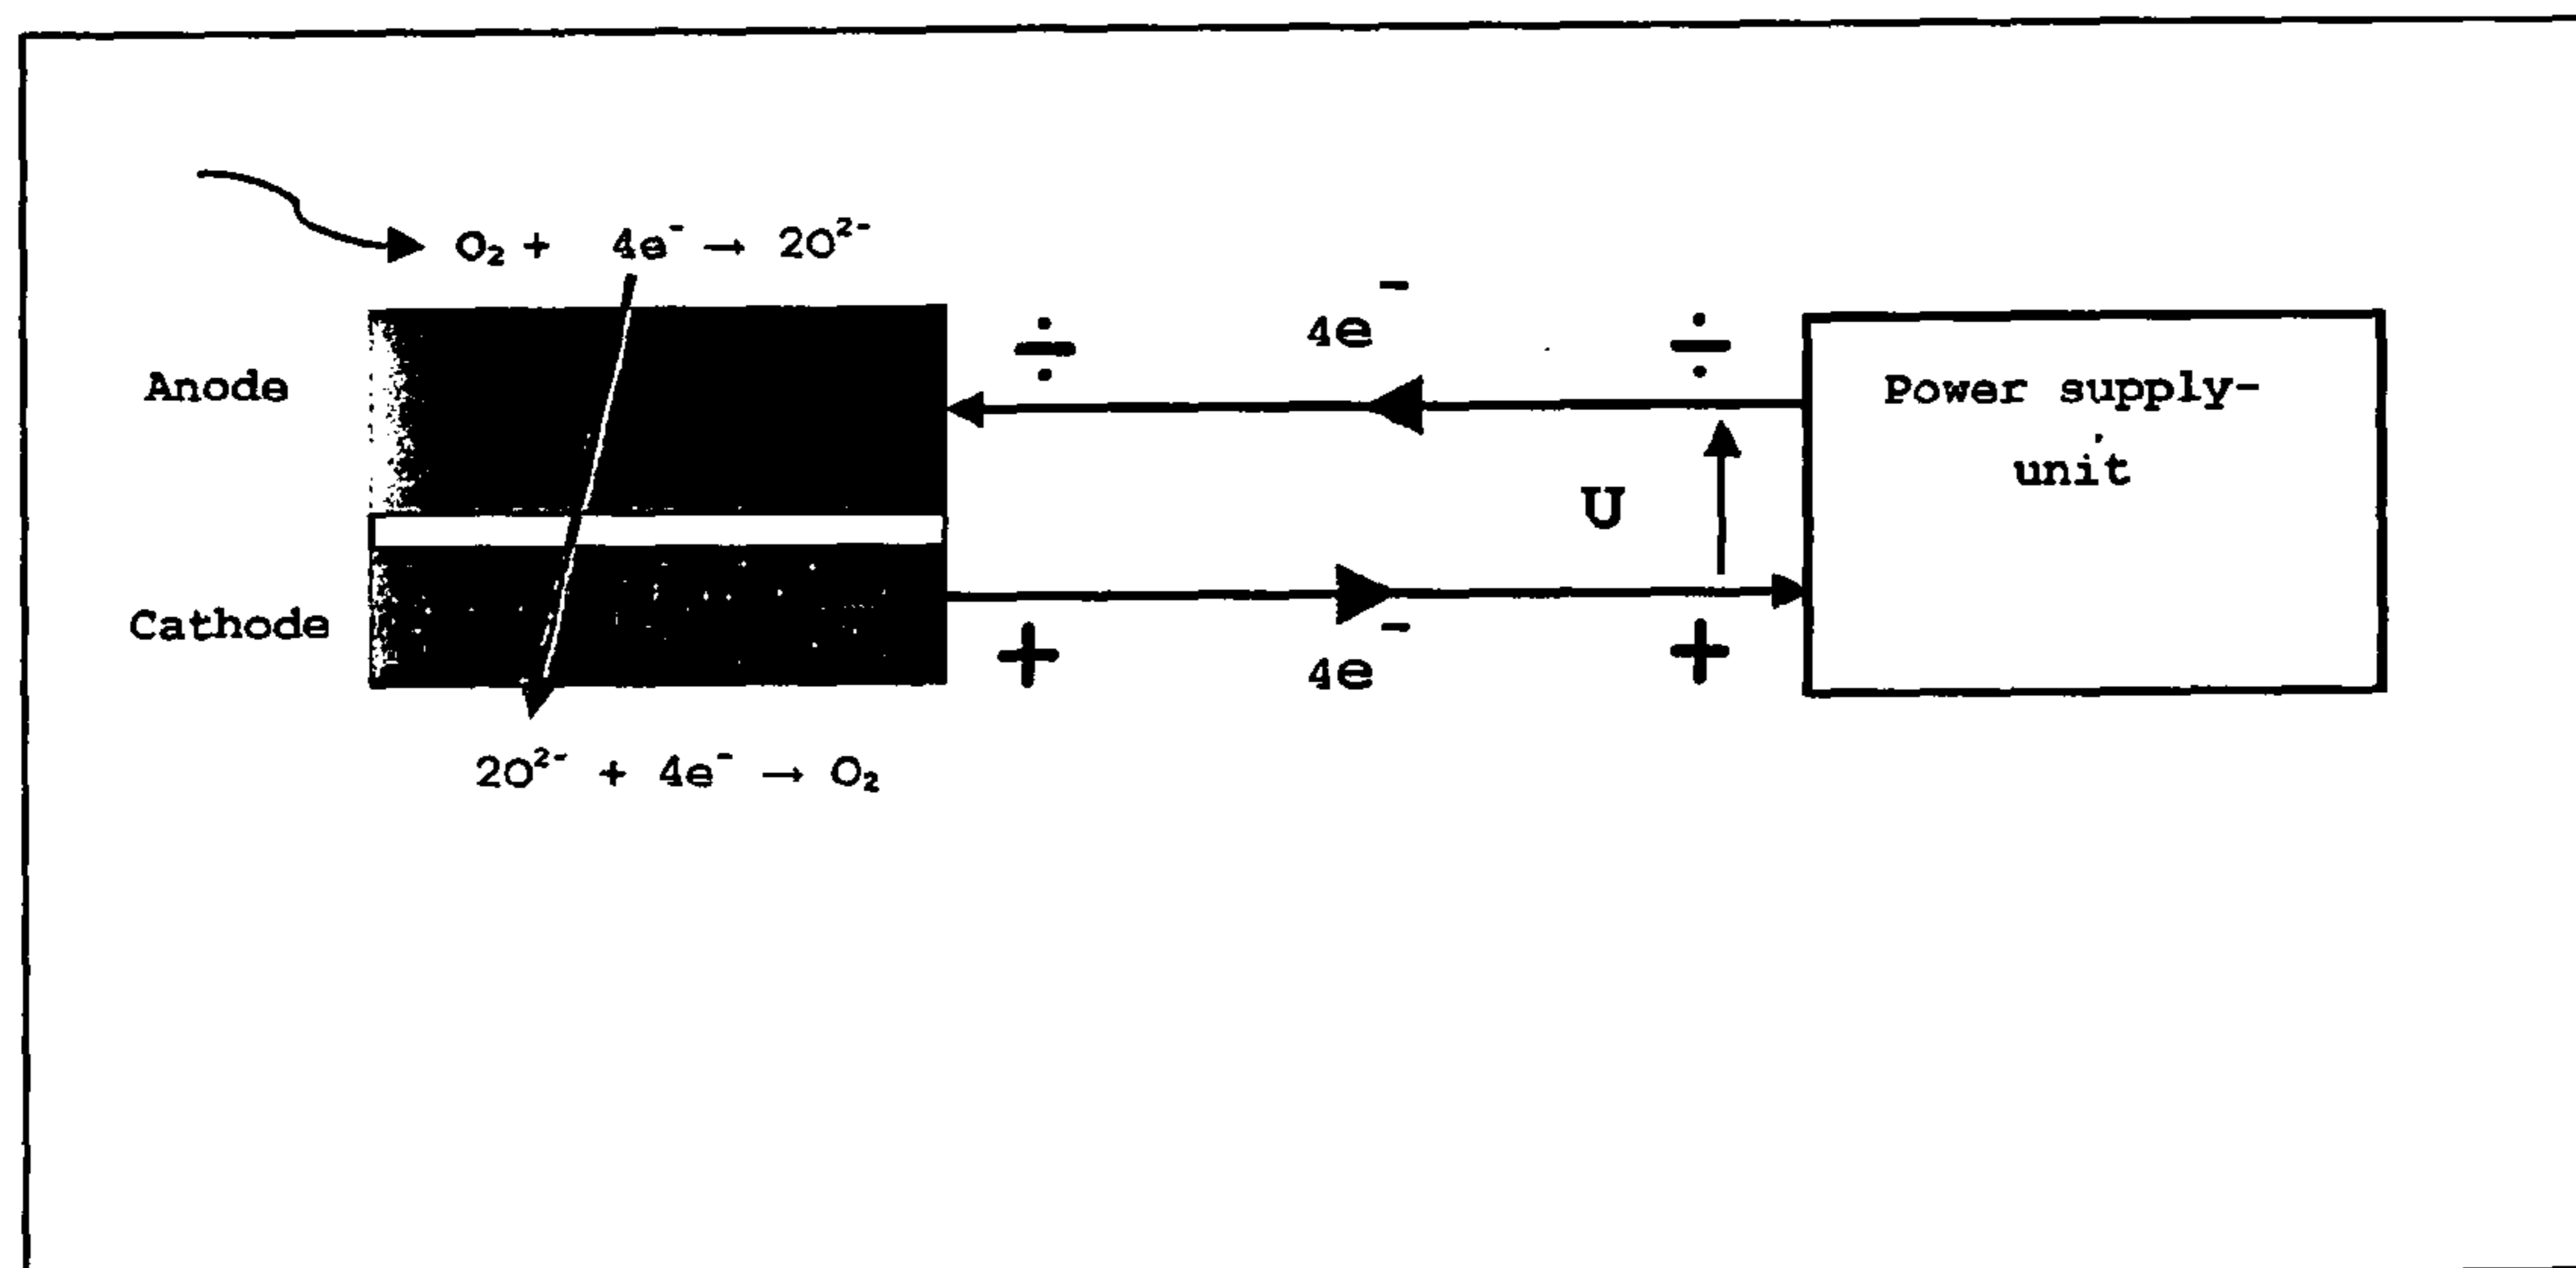 O₂ + 4e⁻ → 2O²⁻
Anode
÷
4e⁻
÷
Power supply-
unit
U
Cathode
+
4e⁻
+
2O²⁻ + 4e⁻ → O₂